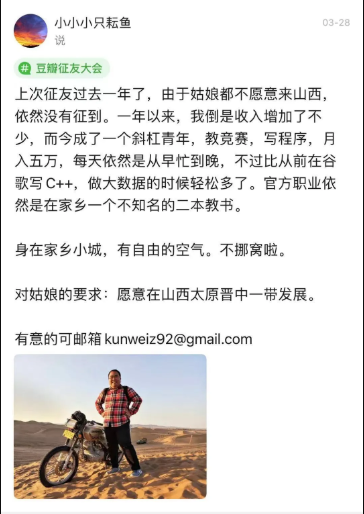 小小小只耘鱼
03-28
说
# 豆瓣征友大会
上次征友过去一年了，由于姑娘都不愿意来山西，
依然没有征到。一年以来，我倒是收入增加了不
少，而今成了一个斜杠青年，教竞赛，写程序，月
入五万，每天依然是从早忙到晚，不过比从前在谷
歌写 C++，做大数据的时候轻松多了。官方职业依
然是在家乡一个不知名的二本教书。
身在家乡小城，有自由的空气。不挪窝啦。
对姑娘的要求：愿意在山西太原晋中一带发展。
有意的可邮箱 kunweiz92@gmail.com